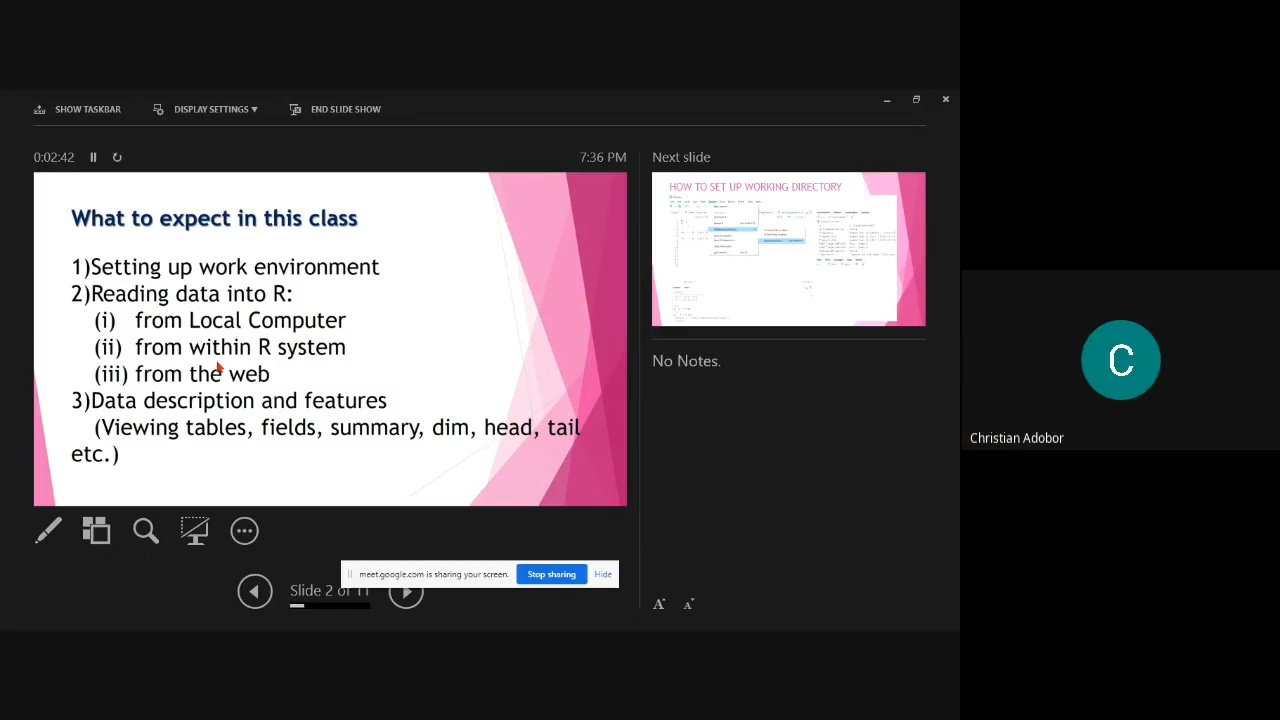 SHOW TASKBAR
DISPLAY SETTINGS ▾
END SLIDE SHOW
0:02:42
7:36 PM
Next slide
What to expect in this class
1)Setting up work environment
2)Reading data into R:
(i) from Local Computer
(ii) from within R system
(iii) from the web
3)Data description and features
(Viewing tables, fields, summary, dim, head, tail
etc.)
HOW TO SET UP WORKING DIRECTORY
No Notes.
C
Christian Adobor
meet.google.com is sharing your screen.
Stop sharing
Hide
Slide 2 of 11
A
A